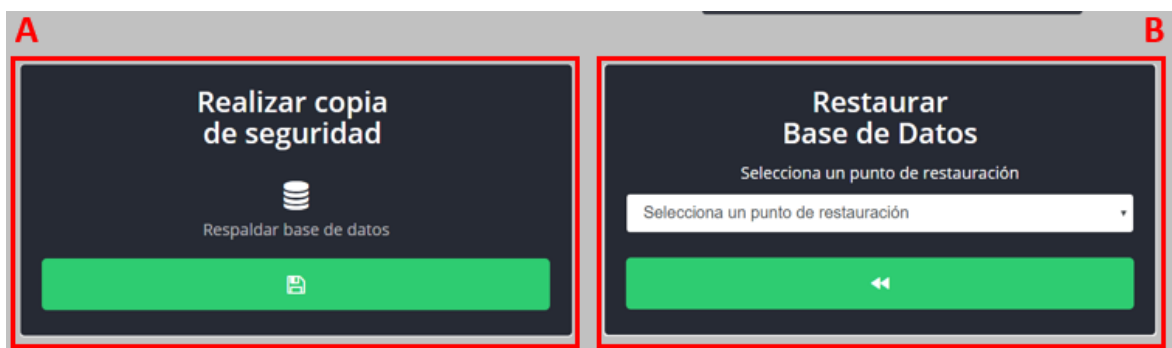 A
Realizar copia
de seguridad
Respaldar base de datos
B
Restaurar
Base de Datos
Selecciona un punto de restauración
Selecciona un punto de restauración